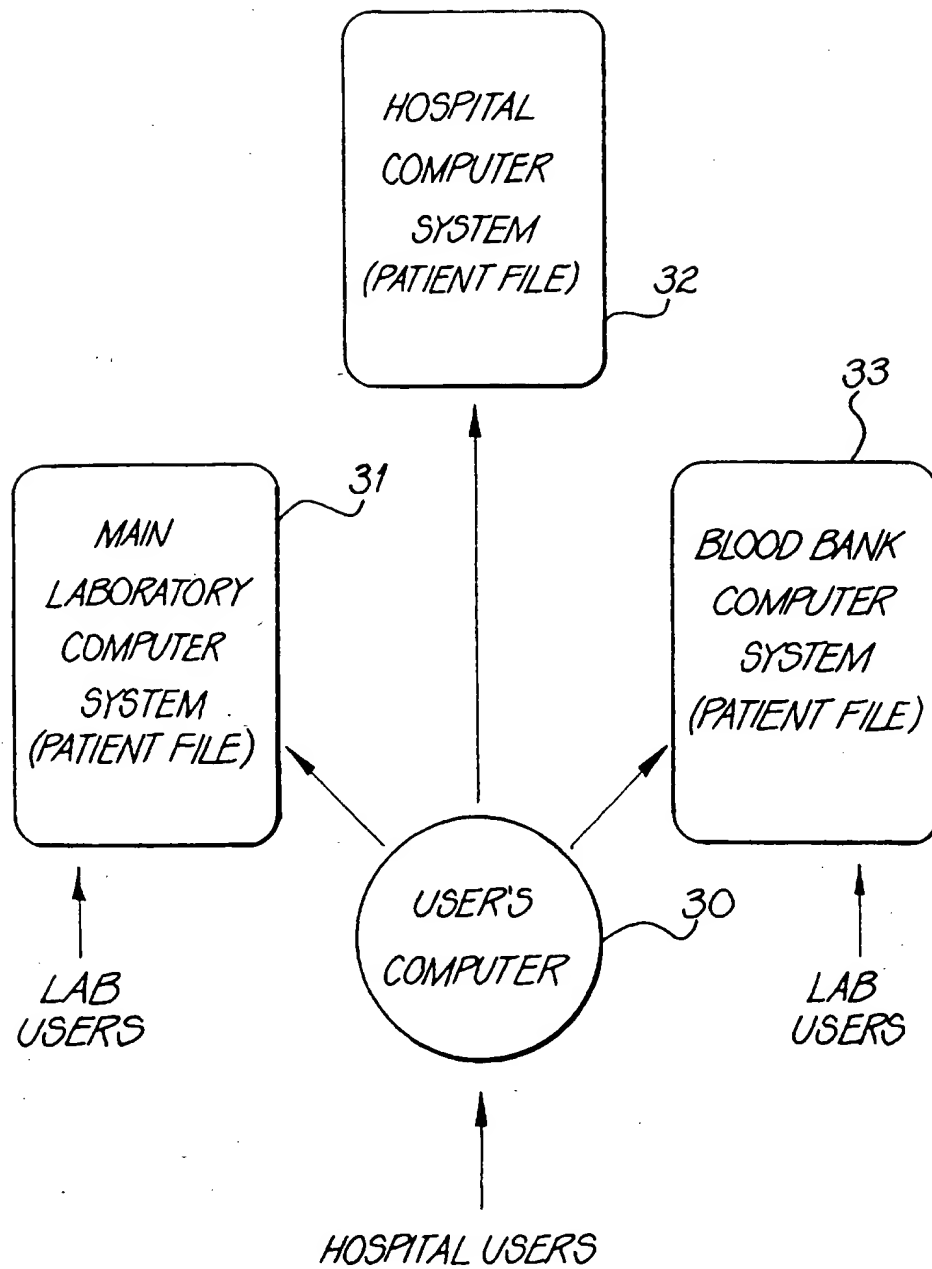 HOSPITAL
COMPUTER
SYSTEM
(PATIENT FILE)
32
33
31
MAIN
LABORATORY
COMPUTER
SYSTEM
(PATIENT FILE)
BLOOD BANK
COMPUTER
SYSTEM
(PATIENT FILE)
USER'S
COMPUTER
30
LAB
USERS
LAB
USERS
HOSPITAL USERS